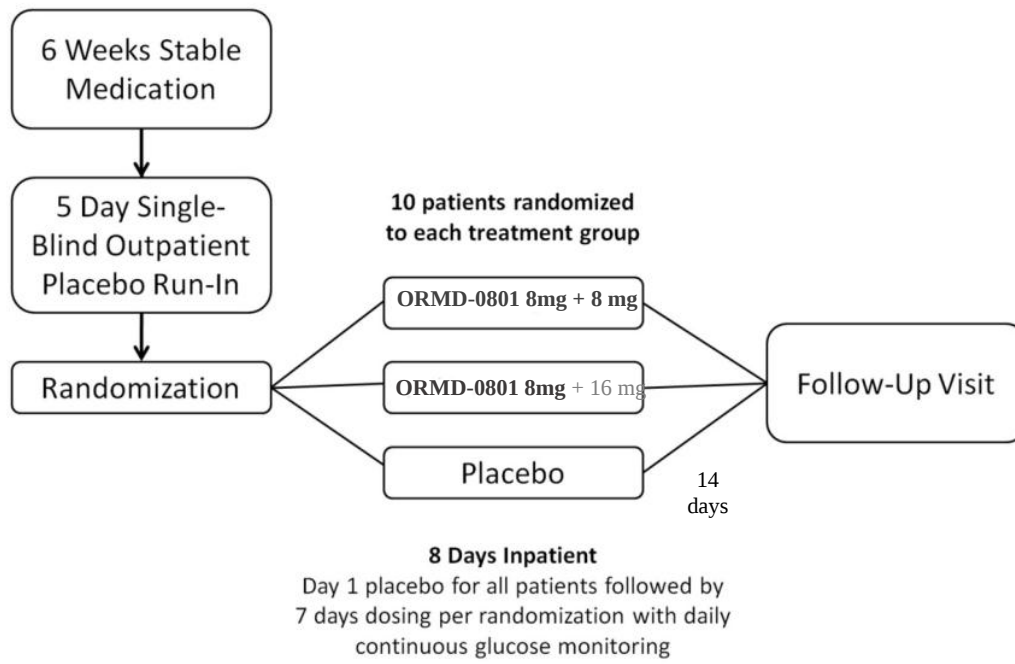 6 Weeks Stable
Medication
5 Day Single-
Blind Outpatient
Placebo Run-In
Randomization
10 patients randomized
to each treatment group
ORMD-0801 8mg + 8 mg
ORMD-0801 8mg + 16 mg
Placebo
14
days
Follow-Up Visit
8 Days Inpatient
Day 1 placebo for all patients followed by
7 days dosing per randomization with daily
continuous glucose monitoring